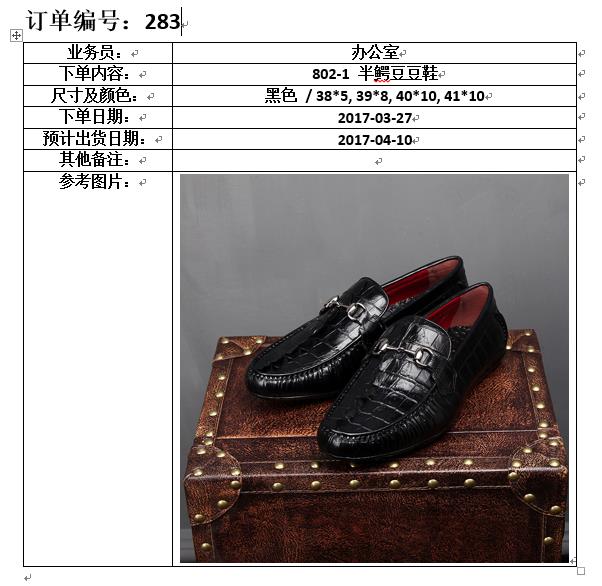 订单编号：283
业务员： 办公室
下单内容： 802-1 半鳄豆豆鞋
尺寸及颜色： 黑色 / 38*5, 39*8, 40*10, 41*10
下单日期： 2017-03-27
预计出货日期： 2017-04-10
其他备注：
参考图片：